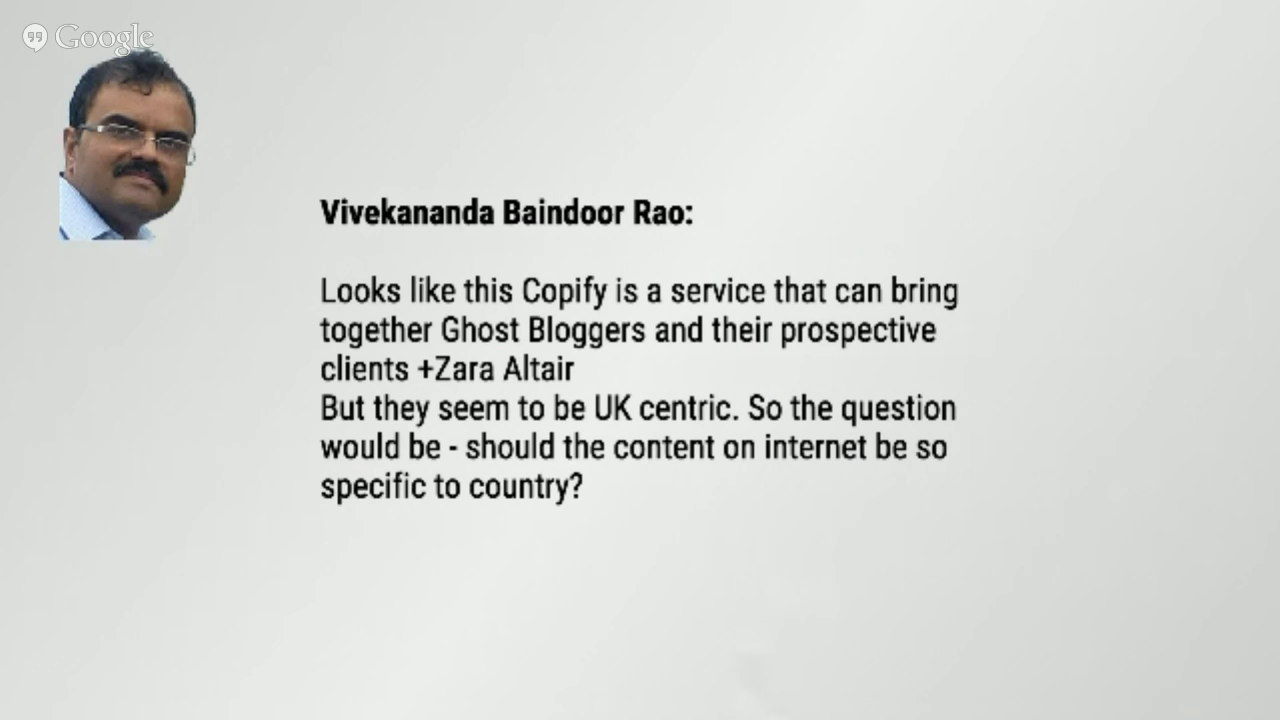 Google
Vivekananda Baindoor Rao:
Looks like this Copify is a service that can bring
together Ghost Bloggers and their prospective
clients +Zara Altair
But they seem to be UK centric. So the question
would be - should the content on internet be so
specific to country?